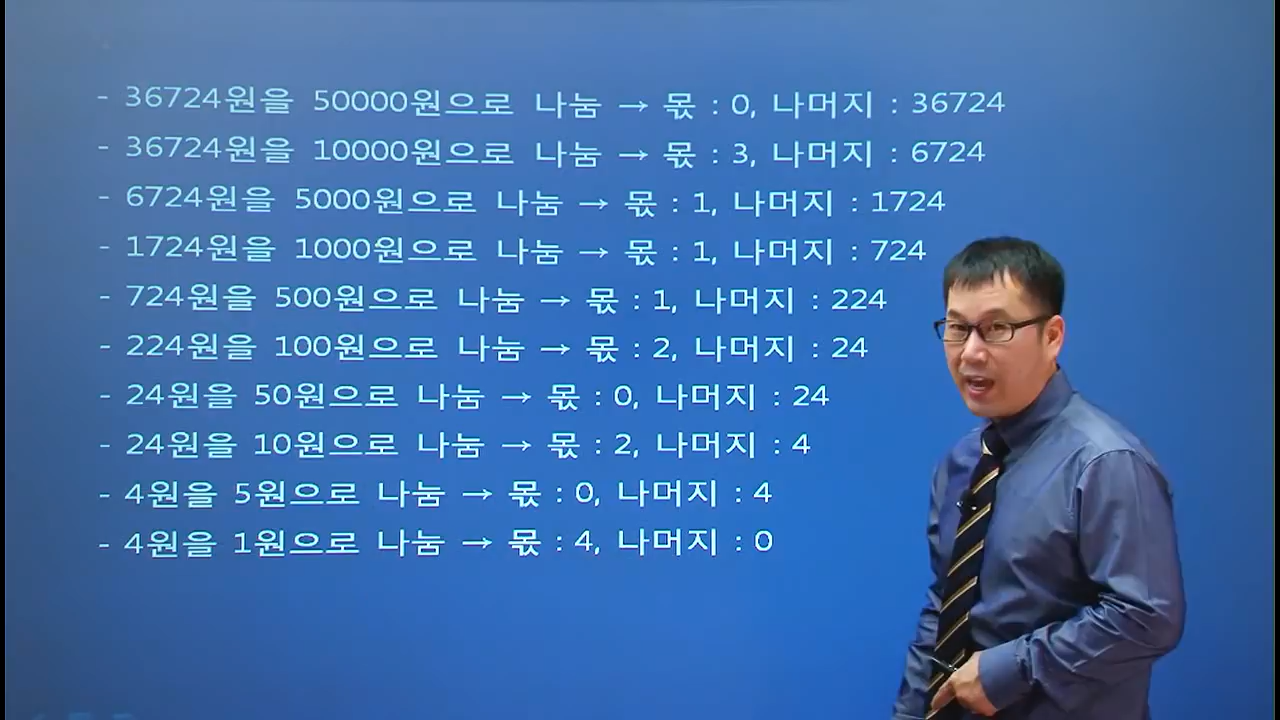 - 36724원을 50000원으로 나눔 → 몫 : 0, 나머지 : 36724
- 36724원을 10000원으로 나눔 → 몫 : 3, 나머지 : 6724
- 6724원을 5000원으로 나눔 → 몫 : 1, 나머지 : 1724
- 1724원을 1000원으로 나눔 → 몫 : 1, 나머지 : 724
- 724원을 500원으로 나눔 → 몫 : 1, 나머지 : 224
- 224원을 100원으로 나눔 → 몫 : 2, 나머지 : 24
- 24원을 50원으로 나눔 → 몫 : 0, 나머지 : 24
- 24원을 10원으로 나눔 → 몫 : 2, 나머지 : 4
- 4원을 5원으로 나눔 → 몫 : 0, 나머지 : 4
- 4원을 1원으로 나눔 → 몫 : 4, 나머지 : 0